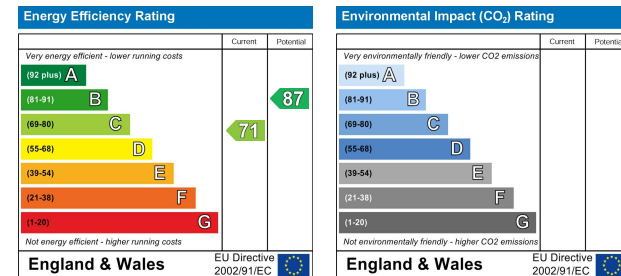 Energy Efficiency Rating
Current Potential
Very energy efficient - lower running costs
(92 plus) A
(81-91) B
87
(69-80) C
71
(55-68) D
(39-54) E
(21-38) F
(1-20) G
Not energy efficient - higher running costs
England & Wales
EU Directive
2002/91/EC
Environmental Impact (CO₂) Rating
Current Potentia
Very environmentally friendly - lower CO2 emissions
(92 plus) A
(81-91) B
(69-80) C
(55-68) D
(39-54) E
(21-38) F
(1-20) G
Not environmentally friendly - higher CO2 emissions
England & Wales
EU Directive
2002/91/EC